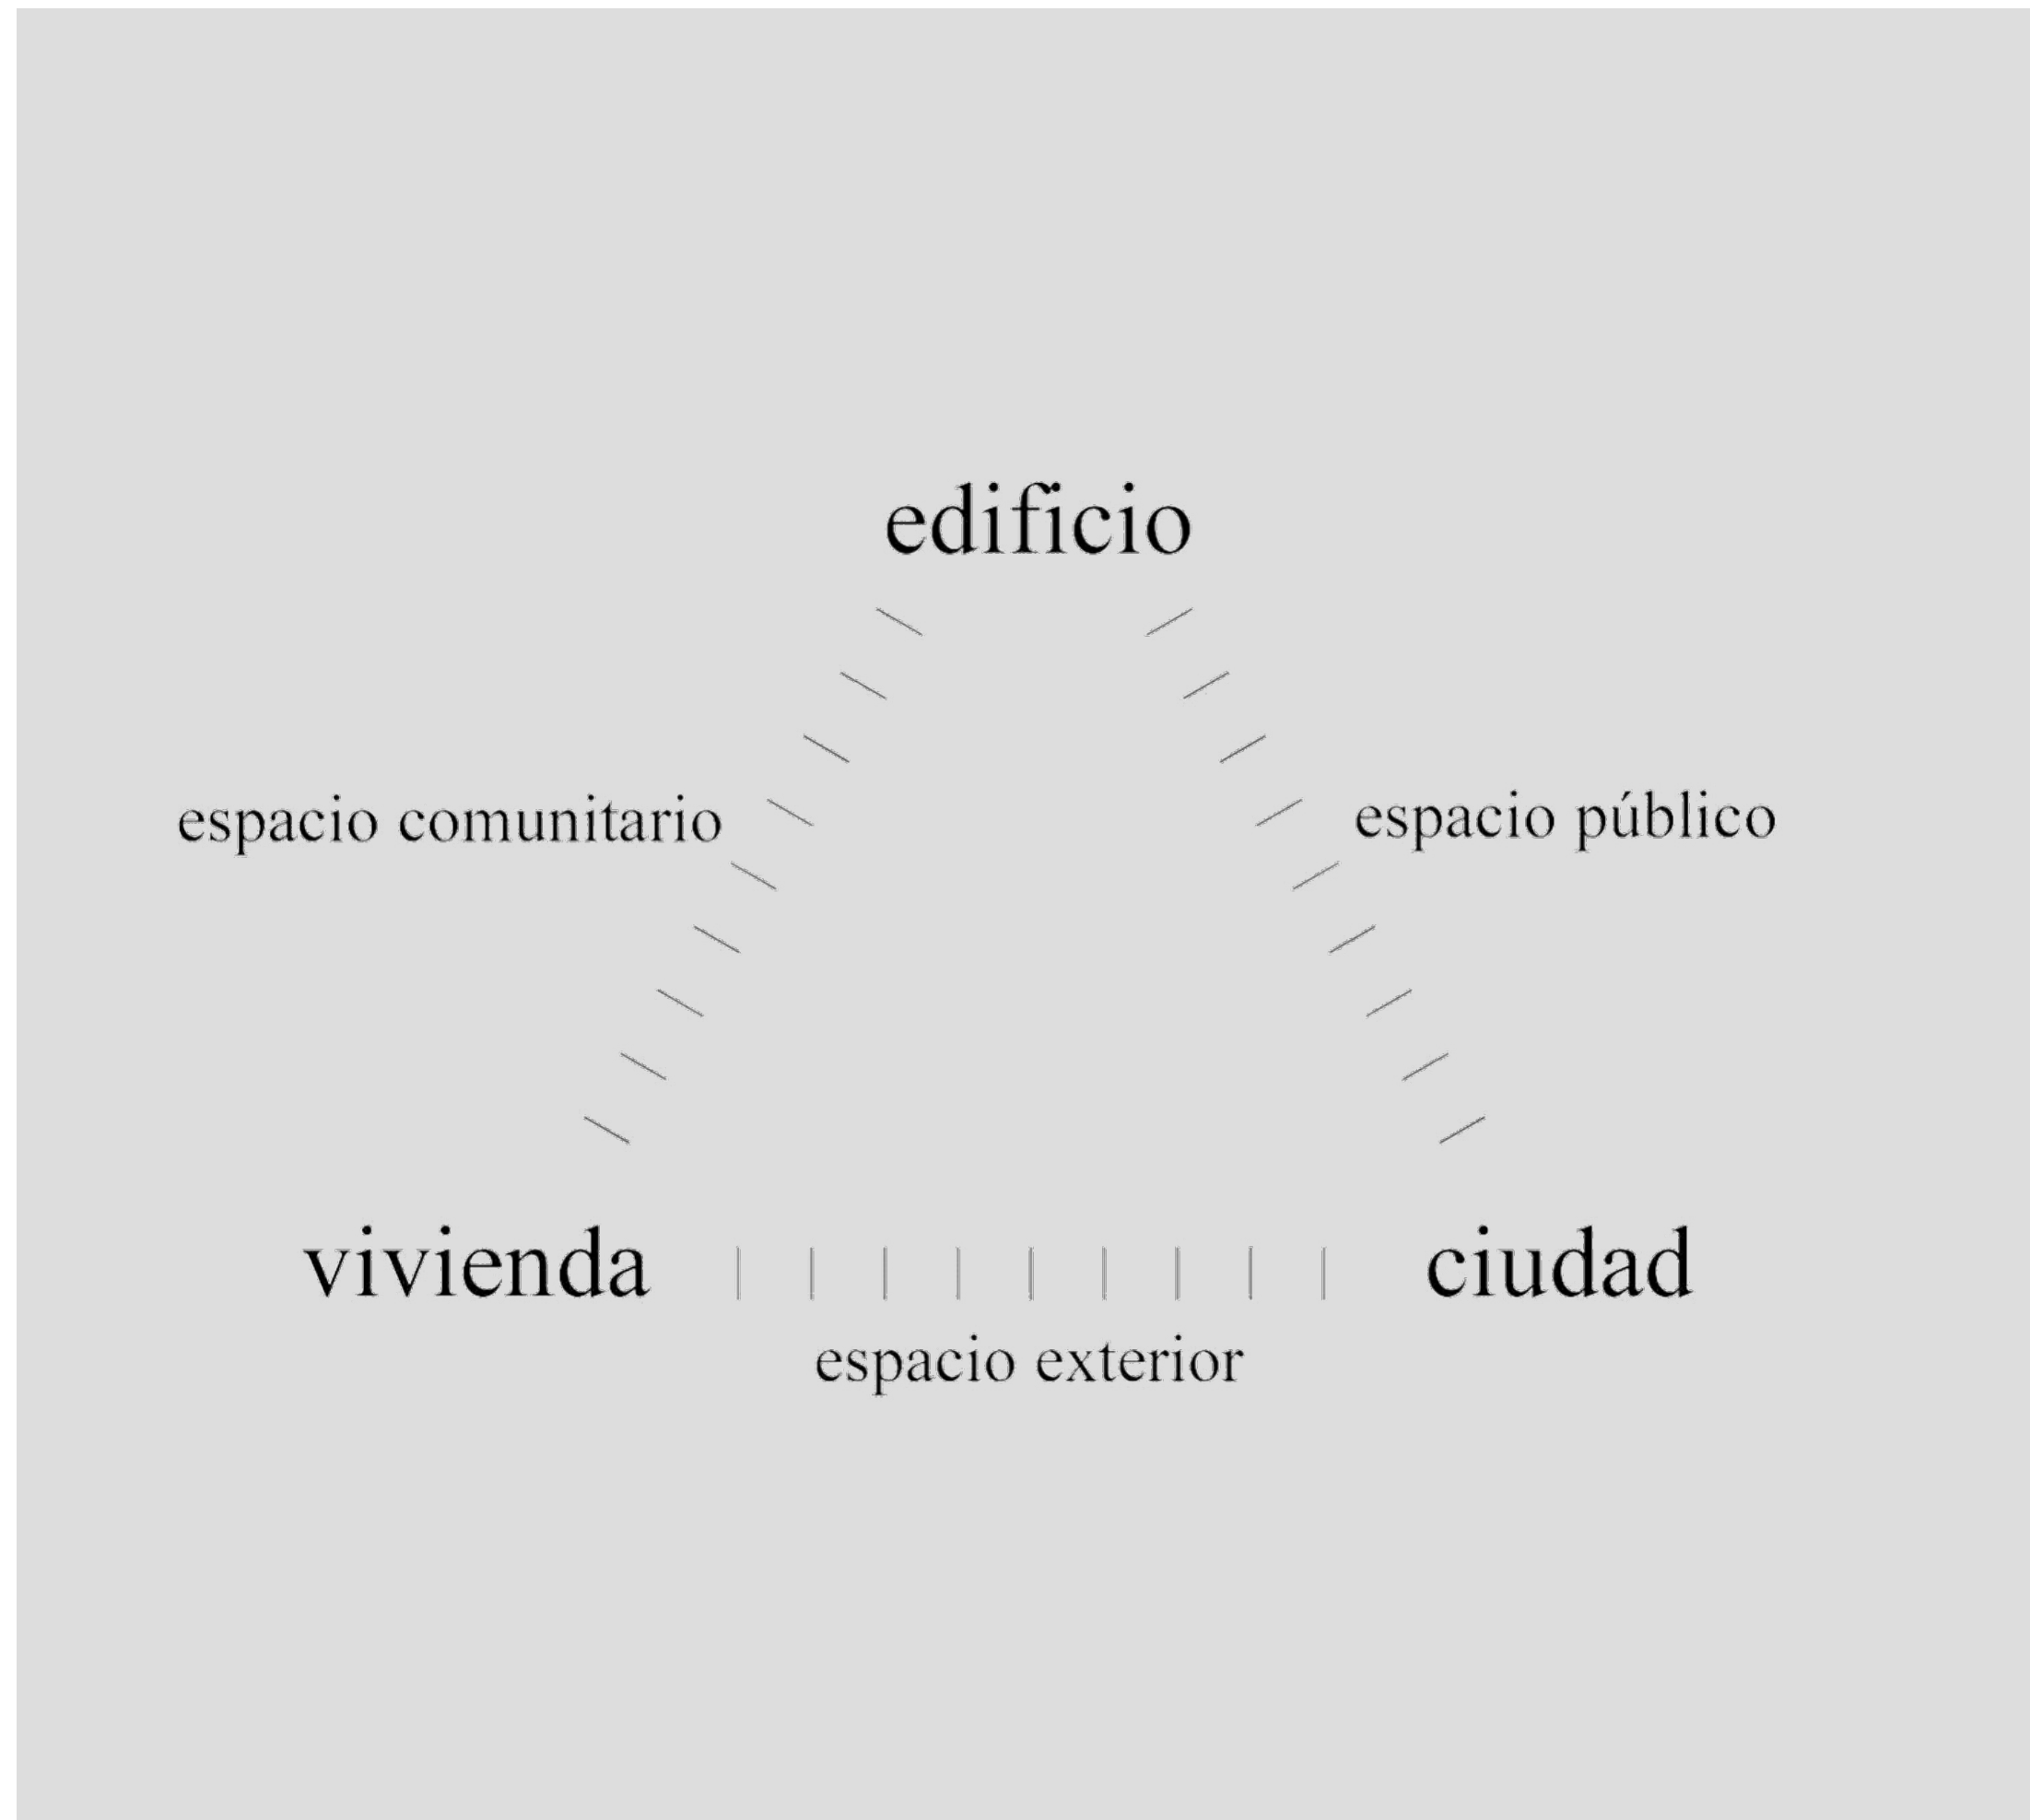 edificio
espacio comunitario
espacio público
vivienda
ciudad
espacio exterior